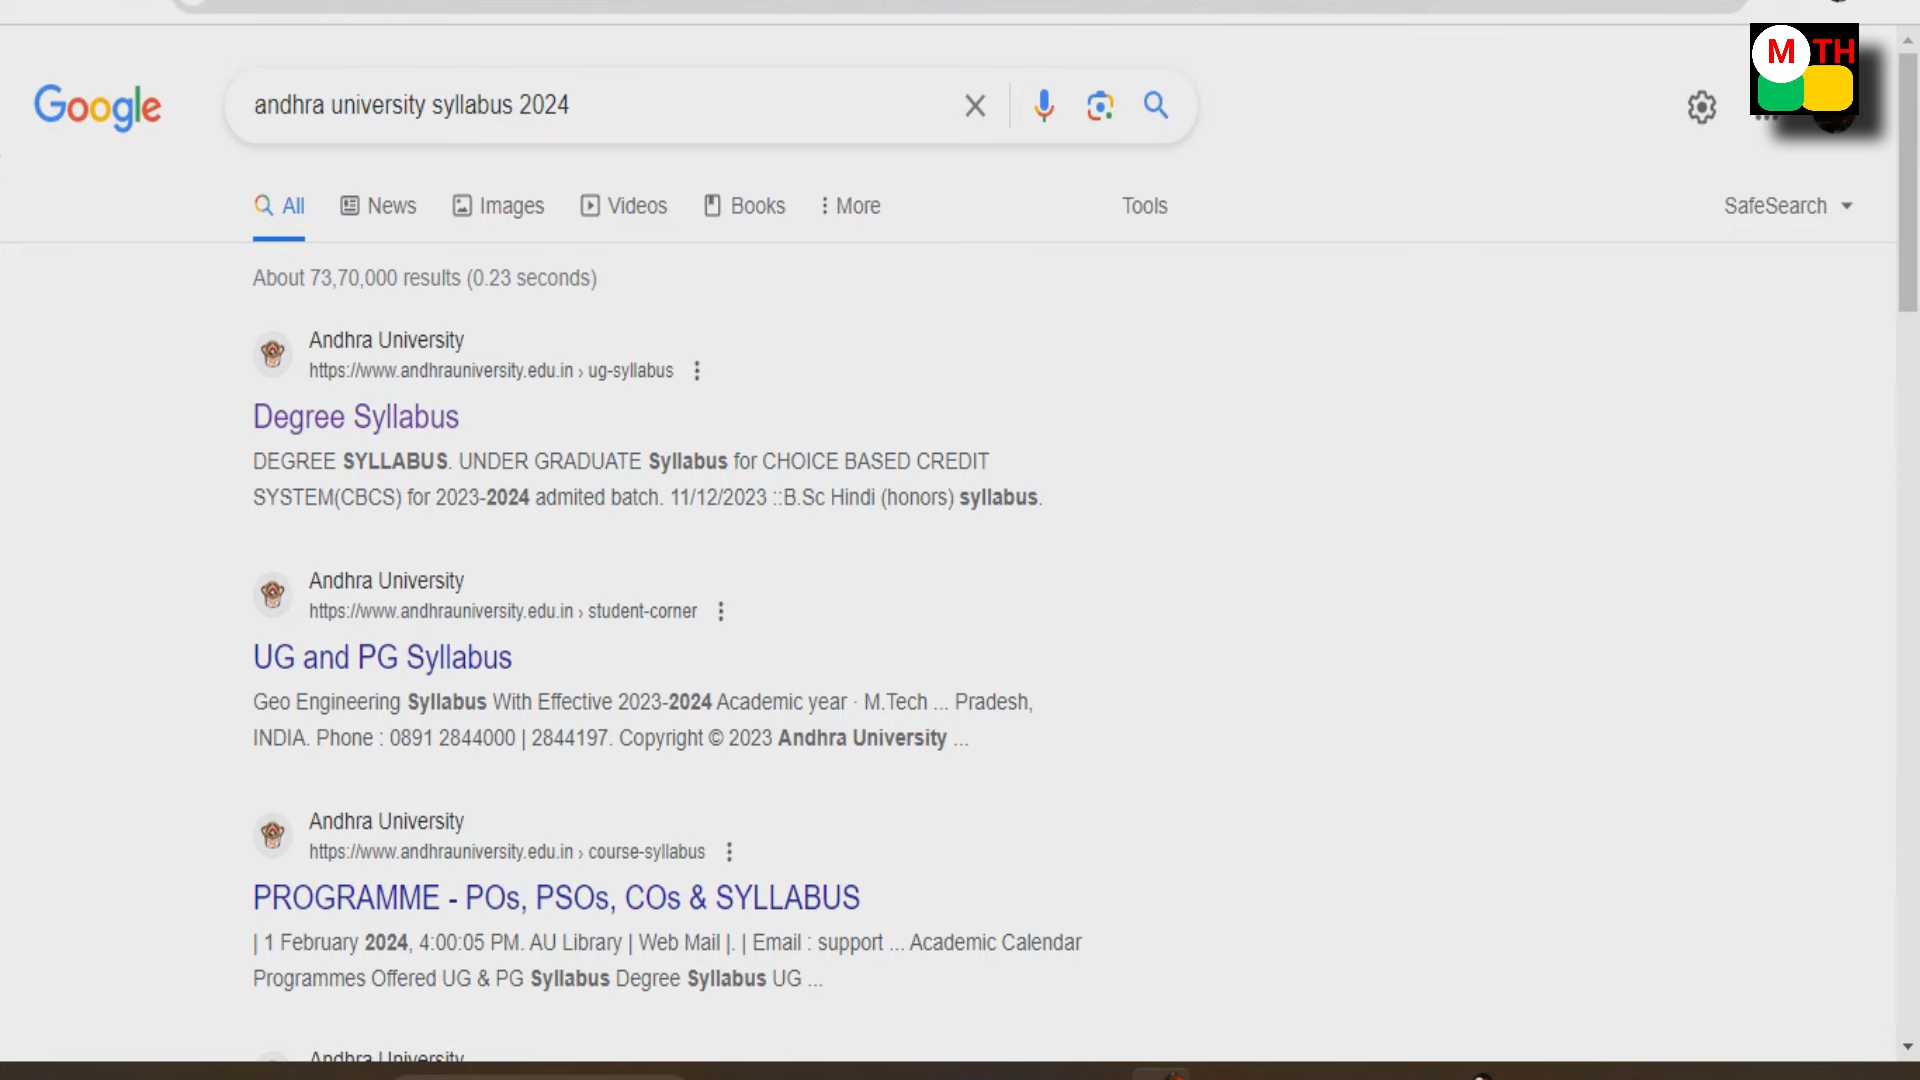 M TH
Google
andhra university syllabus 2024
All News Images Videos Books More Tools SafeSearch
About 73,70,000 results (0.23 seconds)
Andhra University
https://www.andhrauniversity.edu.in › ug-syllabus
Degree Syllabus
DEGREE SYLLABUS. UNDER GRADUATE Syllabus for CHOICE BASED CREDIT
SYSTEM(CBCS) for 2023-2024 admited batch. 11/12/2023 ::B.Sc Hindi (honors) syllabus.
Andhra University
https://www.andhrauniversity.edu.in › student-corner
UG and PG Syllabus
Geo Engineering Syllabus With Effective 2023-2024 Academic year · M.Tech ... Pradesh,
INDIA. Phone : 0891 2844000 | 2844197. Copyright © 2023 Andhra University ...
Andhra University
https://www.andhrauniversity.edu.in › course-syllabus
PROGRAMME - POs, PSOs, COs & SYLLABUS
| 1 February 2024, 4:00:05 PM. AU Library | Web Mail |. | Email : support ... Academic Calendar
Programmes Offered UG & PG Syllabus Degree Syllabus UG ...
Andhra University